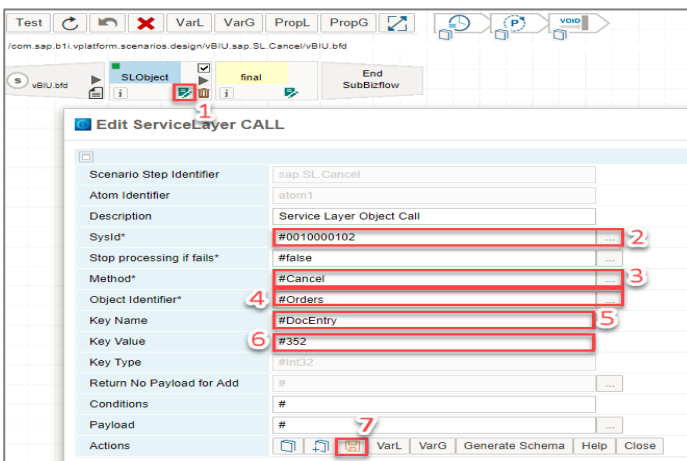 Test VarL VarG PropL PropG VOID
/com.sap.b1i.vplatform.scenarios.design/vBIU.sap.SL.Cancel/vBIU.bfd
S vBIU.bfd SLObject i final i End
SubBizflow
1
Edit ServiceLayer CALL
Scenario Step Identifier sap.SL.Cancel
Atom Identifier atom1
Description Service Layer Object Call
SysId* #0010000102 ... 2
Stop processing if fails* #false ...
Method* #Cancel ... 3
Object Identifier* 4 #Orders ...
Key Name #DocEntry 5
Key Value 6 #352
Key Type #int32
Return No Payload for Add # ...
Conditions #
Payload # 7 ...
Actions VarL VarG Generate Schema Help Close